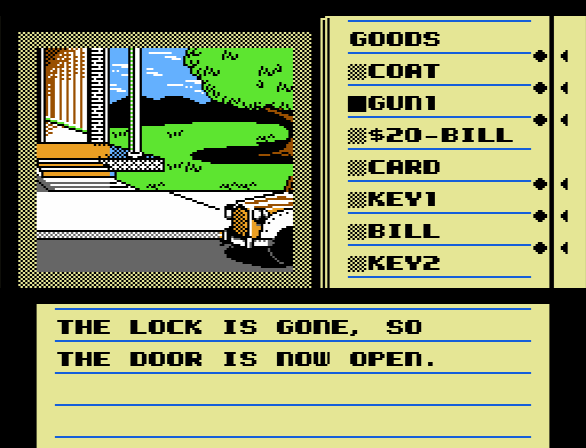 GOODS
COAT
GUN1
$20-BILL
CARD
KEY1
BILL
KEY2
THE LOCK IS GONE, SO
THE DOOR IS NOW OPEN.